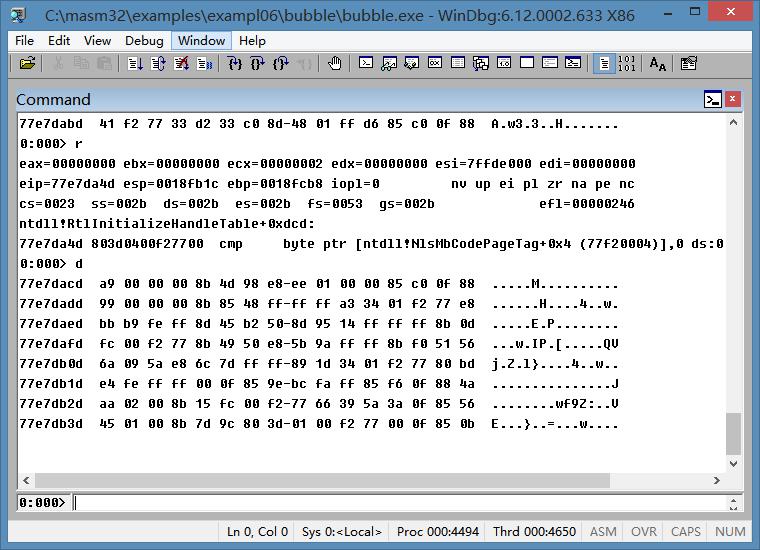 C:\masm32\examples\exampl06\bubble\bubble.exe - WinDbg:6.12.0002.633 X86
File Edit View Debug Window Help
Command
77e7dabd  41 f2 77 33 d2 33 c0 8d-48 01 ff d6 85 c0 0f 88  A.w3.3..H.......
0:000> r
eax=00000000 ebx=00000000 ecx=00000002 edx=00000000 esi=7ffde000 edi=00000000
eip=77e7da4d esp=0018fb1c ebp=0018fcb8 iopl=0         nv up ei pl zr na pe nc
cs=0023  ss=002b  ds=002b  es=002b  fs=0053  gs=002b             efl=00000246
ntdll!RtlInitializeHandleTable+0xdcd:
77e7da4d 803d0400f27700  cmp     byte ptr [ntdll!NlsMbCodePageTag+0x4 (77f20004)],0 ds:0
0:000> d
77e7dacd  a9 00 00 00 8b 4d 98 e8-ee 01 00 00 85 c0 0f 88  .....M..........
77e7dadd  99 00 00 00 8b 85 48 ff-ff ff a3 34 01 f2 77 e8  ......H....4..w.
77e7daed  bb b9 fe ff 8d 45 b2 50-8d 95 14 ff ff ff 8b 0d  .....E.P........
77e7dafd  fc 00 f2 77 8b 49 50 e8-5b 9a ff ff 8b f0 51 56  ...w.IP.[.....QV
77e7db0d  6a 09 5a e8 6c 7d ff ff-89 1d 34 01 f2 77 80 bd  j.Z.l}....4..w..
77e7db1d  e4 fe ff ff 00 0f 85 9e-bc fa ff 85 f6 0f 88 4a  ...............J
77e7db2d  aa 02 00 8b 15 fc 00 f2-77 66 39 5a 3a 0f 85 56  ........wf9Z:..V
77e7db3d  45 01 00 8b 7d 9c 80 3d-01 00 f2 77 00 0f 85 0b  E...}..=...w....
0:000>
Ln 0, Col 0 Sys 0:<Local> Proc 000:4494 Thrd 000:4650 ASM OVR CAPS NUM